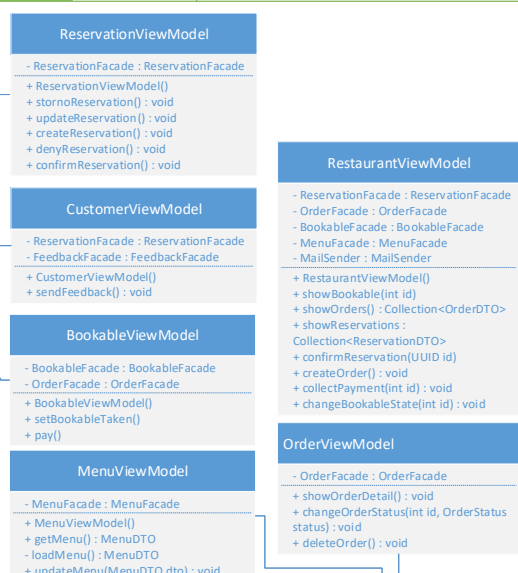 ReservationViewModel
- ReservationFacade : ReservationFacade
+ ReservationViewModel()
+ stornoReservation() : void
+ updateReservation() : void
+ createReservation() : void
+ denyReservation() : void
+ confirmReservation() : void
CustomerViewModel
- ReservationFacade : ReservationFacade
- FeedbackFacade : FeedbackFacade
+ CustomerViewModel()
+ sendFeedback() : void
BookableViewModel
- BookableFacade : BookableFacade
- OrderFacade : OrderFacade
+ BookableViewModel()
+ setBookableTaken()
+ pay()
MenuViewModel
- MenuFacade : MenuFacade
+ MenuViewModel()
+ getMenu() : MenuDTO
- loadMenu() : MenuDTO
+ updateMenu(MenuDTO dto) : void
RestaurantViewModel
- ReservationFacade : ReservationFacade
- OrderFacade : OrderFacade
- BookableFacade : BookableFacade
- MenuFacade : MenuFacade
- MailSender : MailSender
+ RestaurantViewModel()
+ showBookable(int id)
+ showOrders() : Collection<OrderDTO>
+ showReservations :
Collection<ReservationDTO>
+ confirmReservation(UUID id)
+ createOrder() : void
+ collectPayment(int id) : void
+ changeBookableState(int id) : void
OrderViewModel
- OrderFacade : OrderFacade
+ showOrderDetail() : void
+ changeOrderStatus(int id, OrderStatus
status) : void
+ deleteOrder() : void